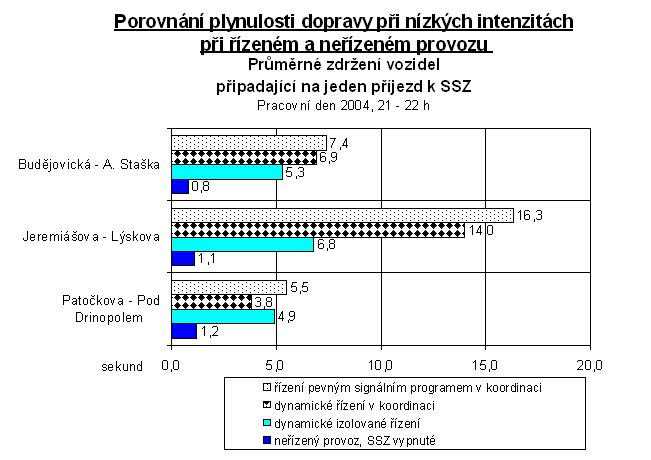 Porovnání plynulosti dopravy při nízkých intenzitách
při řízeném a neřízeném provozu
Průměrné zdržení vozidel
připadající na jeden příjezd k SSZ
Pracovní den 2004, 21 - 22 h
Budějovická - A. Staška
7,4
6,9
5,3
0,8
Jeremiášova - Lýskova
16,3
14,0
6,8
1,1
Patočkova - Pod
Drinopolem
5,5
3,8
4,9
1,2
sekund
0,0 5,0 10,0 15,0 20,0
řízení pevným signálním programem v koordinaci
dynamické řízení v koordinaci
dynamické izolované řízení
neřízený provoz, SSZ vypnuté